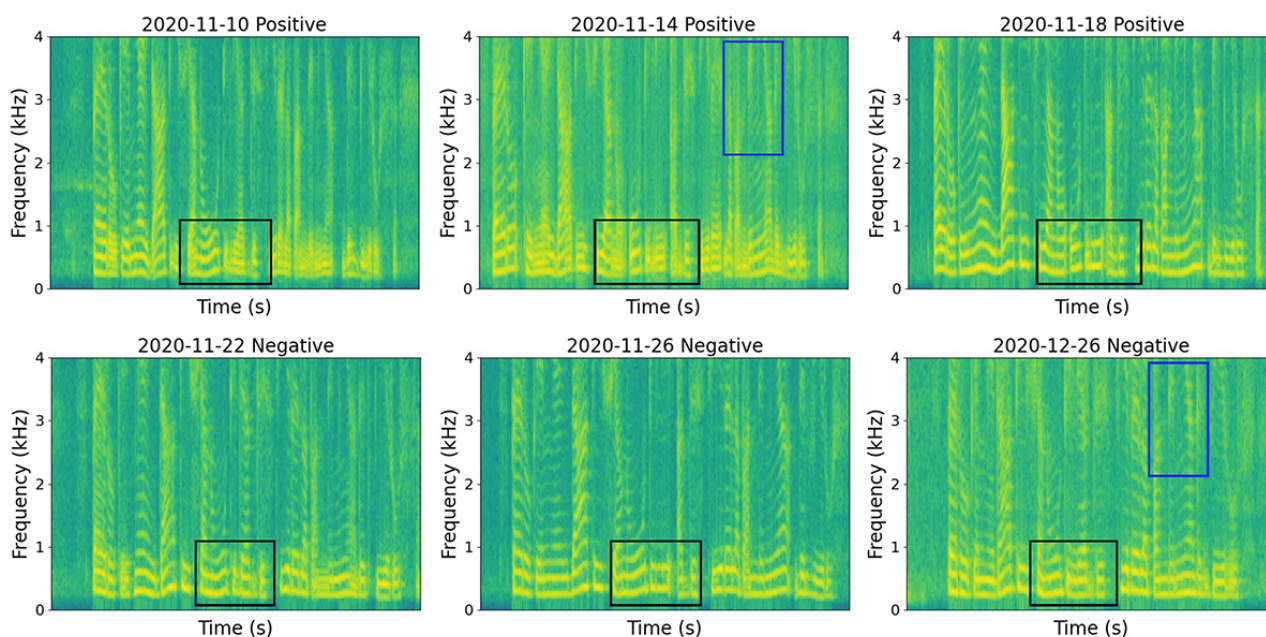 2020-11-10 Positive
2020-11-14 Positive
2020-11-18 Positive
Frequency (kHz)
4
3
2
1
0
Time (s)
Frequency (kHz)
4
3
2
1
0
Time (s)
Frequency (kHz)
4
3
2
1
0
Time (s)
2020-11-22 Negative
2020-11-26 Negative
2020-12-26 Negative
Frequency (kHz)
4
3
2
1
0
Time (s)
Frequency (kHz)
4
3
2
1
0
Time (s)
Frequency (kHz)
4
3
2
1
0
Time (s)